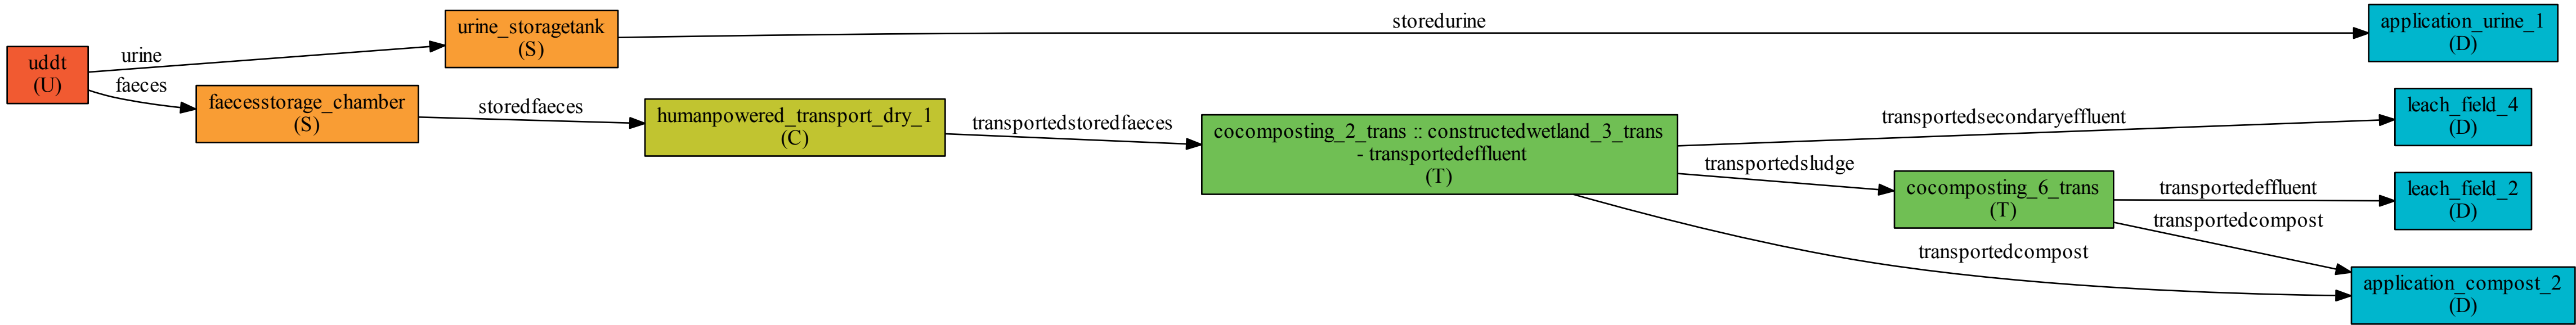 uddt
(U)
urine
faeces
urine_storagetank
(S)
faecesstorage_chamber
(S)
storedurine
storedfaeces
humanpowered_transport_dry_1
(C)
transportedstoredfaeces
cocomposting_2_trans :: constructedwetland_3_trans
- transportedeffluent
(T)
transportedsecondaryeffluent
transportedsludge
transportedcompost
cocomposting_6_trans
(T)
transportedeffluent
transportedcompost
application_urine_1
(D)
leach_field_4
(D)
leach_field_2
(D)
application_compost_2
(D)